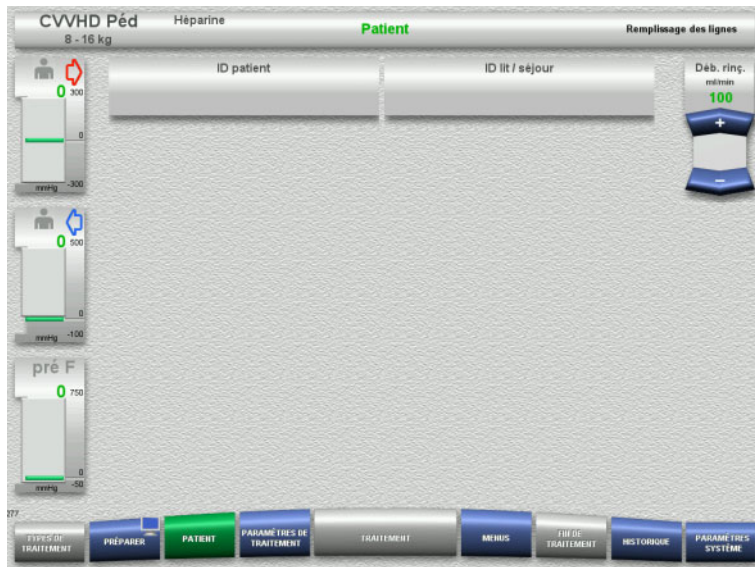 CVVHD Péd
8 - 16 kg
Héparine
Patient
Remplissage des lignes
0
300
0
-300
mmHg
ID patient
ID lit / séjour
Déb. rinç.
ml/min
100
+
−
0
500
0
-100
mmHg
pré F
0
750
0
-50
mmHg
277
TYPES DE
TRAITEMENT
PRÉPARER
PATIENT
PARAMÈTRES DE
TRAITEMENT
TRAITEMENT
MENUS
FIN DE
TRAITEMENT
HISTORIQUE
PARAMÈTRES
SYSTÈME